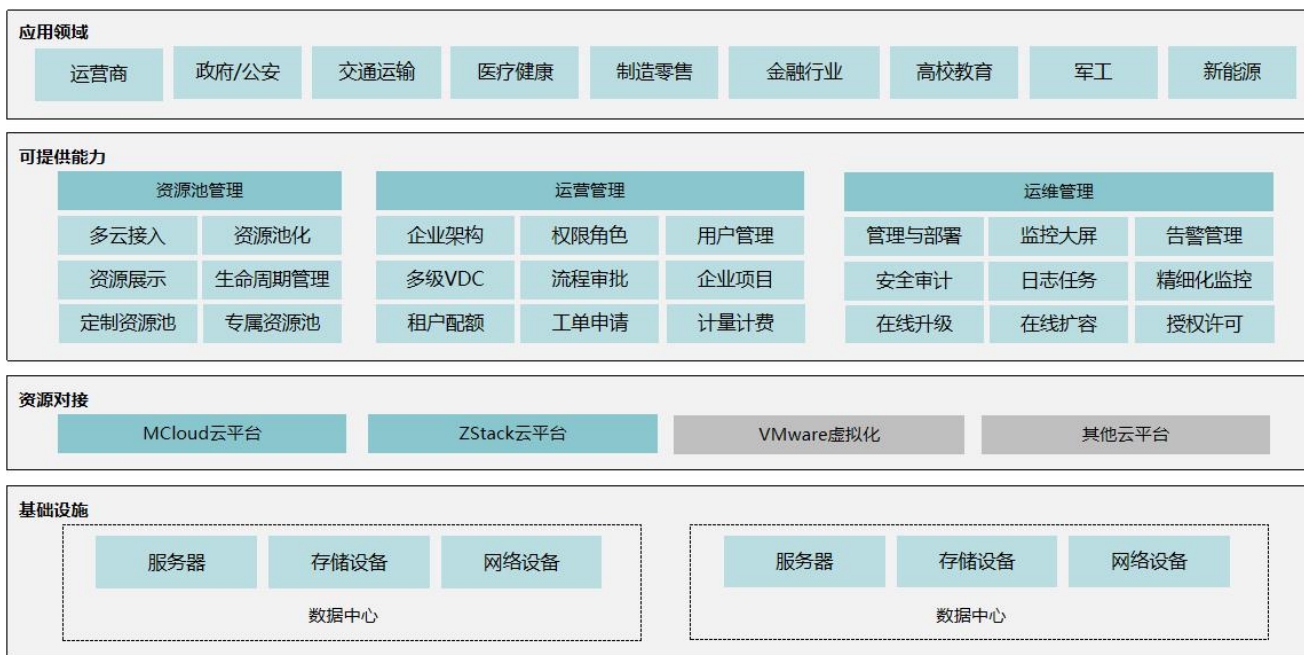 应用领域
运营商 政府/公安 交通运输 医疗健康 制造零售 金融行业 高校教育 军工 新能源
可提供能力
资源池管理 运营管理 运维管理
多云接入 资源池化 企业架构 权限角色 用户管理 管理与部署 监控大屏 告警管理
资源展示 生命周期管理 多级VDC 流程审批 企业项目 安全审计 日志任务 精细化监控
定制资源池 专属资源池 租户配额 工单申请 计量计费 在线升级 在线扩容 授权许可
资源对接
MCloud云平台 ZStack云平台 VMware虚拟化 其他云平台
基础设施
服务器 存储设备 网络设备 服务器 存储设备 网络设备
数据中心 数据中心